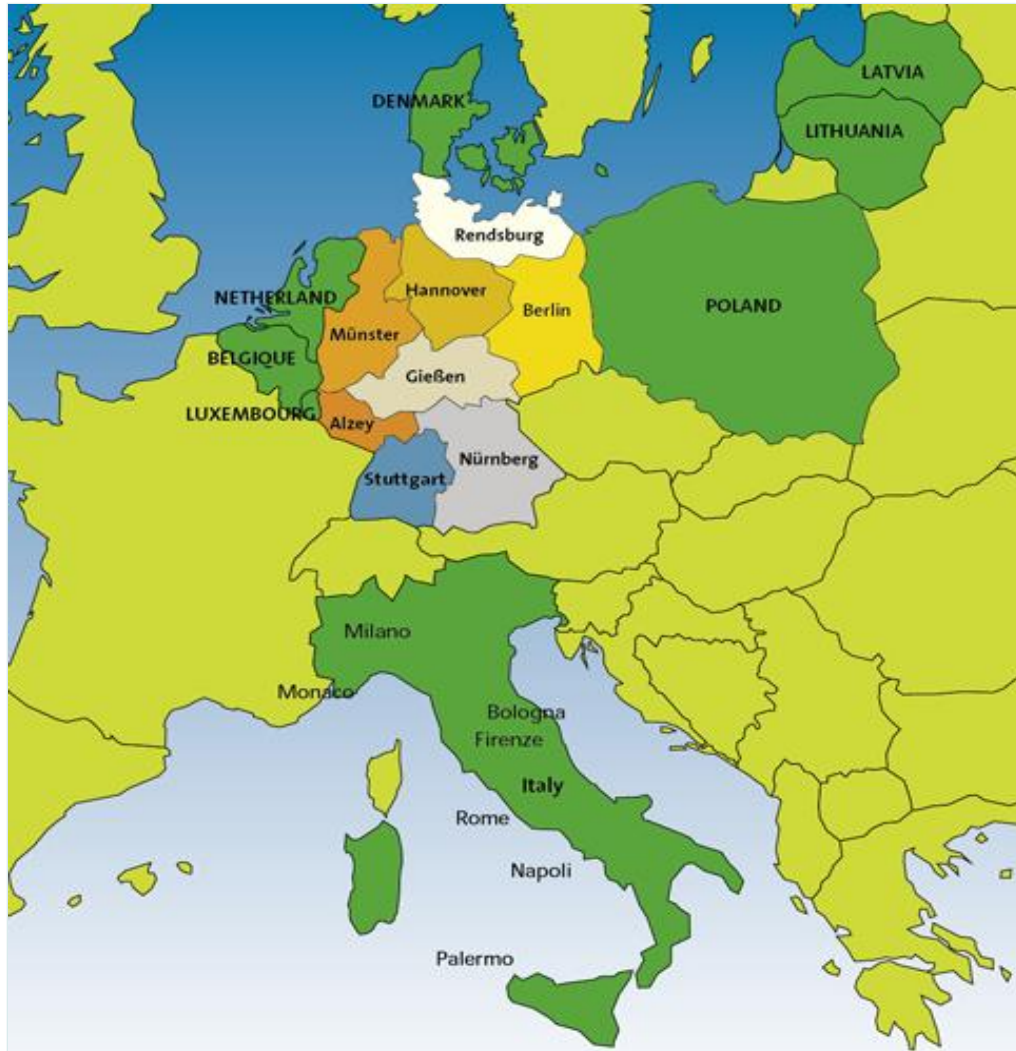 LATVIA
DENMARK
LITHUANIA
Rendsburg
NETHERLAND
Hannover
POLAND
Berlin
Münster
BELGIQUE
Gießen
LUXEMBOURG
Alzey
Nürnberg
Stuttgart
Milano
Monaco
Bologna
Firenze
Italy
Rome
Napoli
Palermo